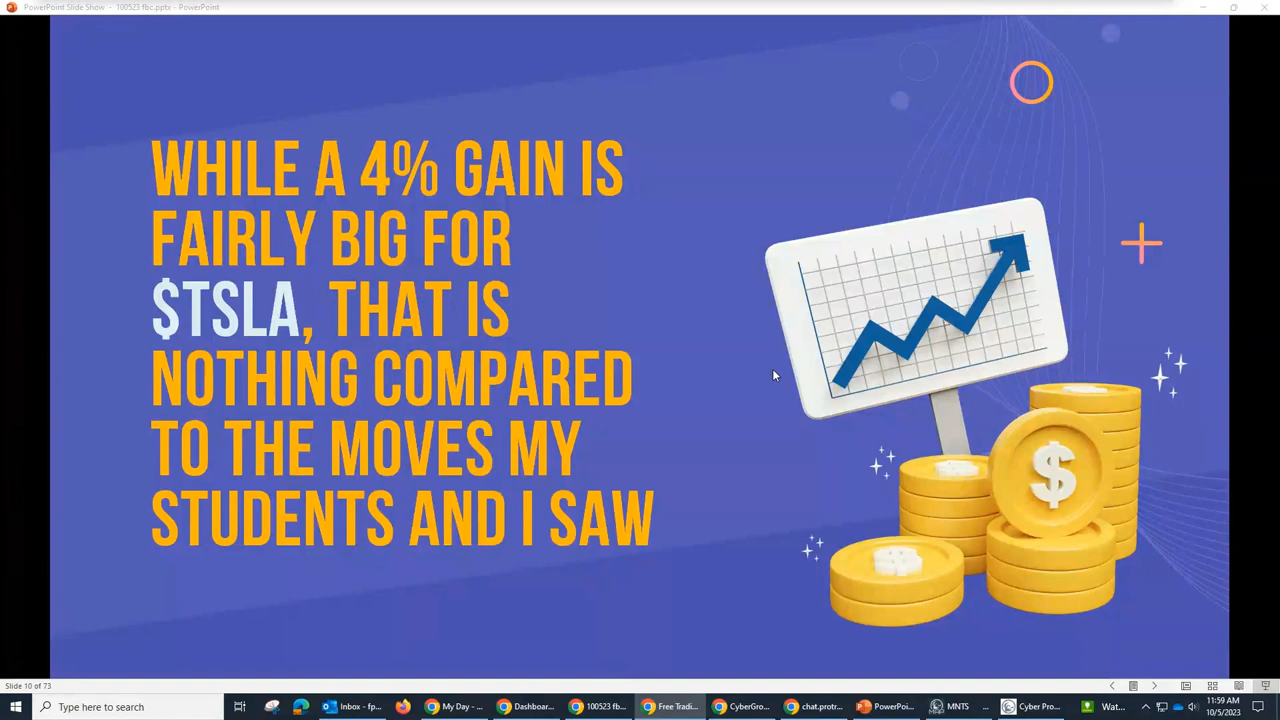 PowerPoint Slide Show - 100523 fbc.pptx - PowerPoint
WHILE A 4% GAIN IS
FAIRLY BIG FOR
$TSLA, THAT IS
NOTHING COMPARED
TO THE MOVES MY
STUDENTS AND I SAW
$
Slide 10 of 73
Type here to search
Inbox - fp...
My Day - ...
Dashboar...
100523 fb...
Free Tradi...
CyberGro...
chat.protr...
PowerPoi...
MNTS ...
Cyber Pro...
Wat...
11:59 AM
10/5/2023